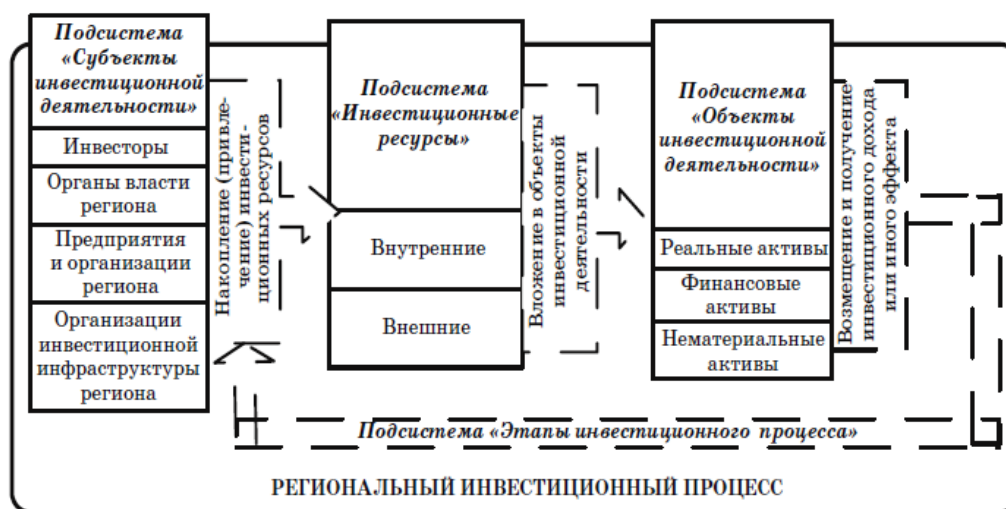 Подсистема
«Субъекты
инвестиционной
деятельности»
Инвесторы
Органы власти
региона
Предприятия
и организации
региона
Организации
инвестиционной
инфраструктуры
региона
Накопление (привле-
чение) инвести-
ционных ресурсов
Подсистема
«Инвестиционные
ресурсы»
Внутренние
Внешние
Вложение в объекты
инвестиционной
деятельности
Подсистема
«Объекты
инвестиционной
деятельности»
Реальные активы
Финансовые
активы
Нематериальные
активы
Возмещение и получение
инвестиционного дохода
или иного эффекта
Подсистема «Этапы инвестиционного процесса»
РЕГИОНАЛЬНЫЙ ИНВЕСТИЦИОННЫЙ ПРОЦЕСС